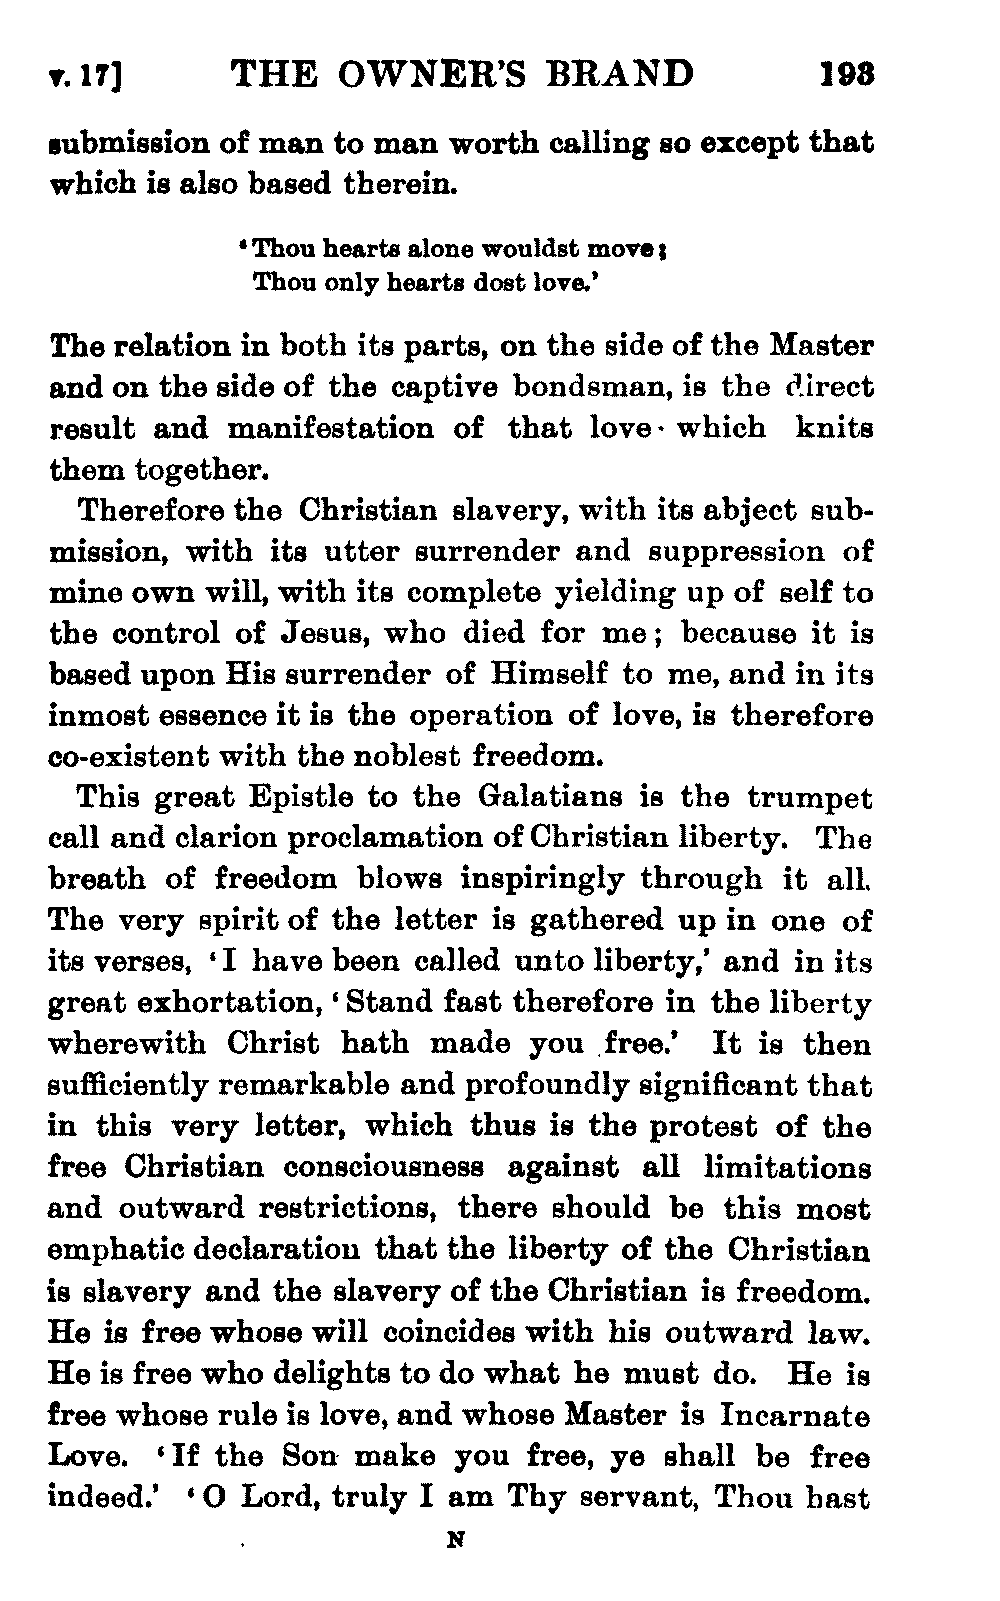 v. 17] THE OWNER'S BRAND 193
submission of man to man worth calling so except that
which is also based therein.
'Thou hearts alone wouldst move;
Thou only hearts dost love.'
The relation in both its parts, on the side of the Master
and on the side of the captive bondsman, is the direct
result and manifestation of that love which knits
them together.
Therefore the Christian slavery, with its abject sub-
mission, with its utter surrender and suppression of
mine own will, with its complete yielding up of self to
the control of Jesus, who died for me; because it is
based upon His surrender of Himself to me, and in its
inmost essence it is the operation of love, is therefore
co-existent with the noblest freedom.
This great Epistle to the Galatians is the trumpet
call and clarion proclamation of Christian liberty. The
breath of freedom blows inspiringly through it all.
The very spirit of the letter is gathered up in one of
its verses, 'I have been called unto liberty,' and in its
great exhortation, 'Stand fast therefore in the liberty
wherewith Christ hath made you free.' It is then
sufficiently remarkable and profoundly significant that
in this very letter, which thus is the protest of the
free Christian consciousness against all limitations
and outward restrictions, there should be this most
emphatic declaration that the liberty of the Christian
is slavery and the slavery of the Christian is freedom.
He is free whose will coincides with his outward law.
He is free who delights to do what he must do. He is
free whose rule is love, and whose Master is Incarnate
Love. 'If the Son make you free, ye shall be free
indeed.' 'O Lord, truly I am Thy servant, Thou hast
N